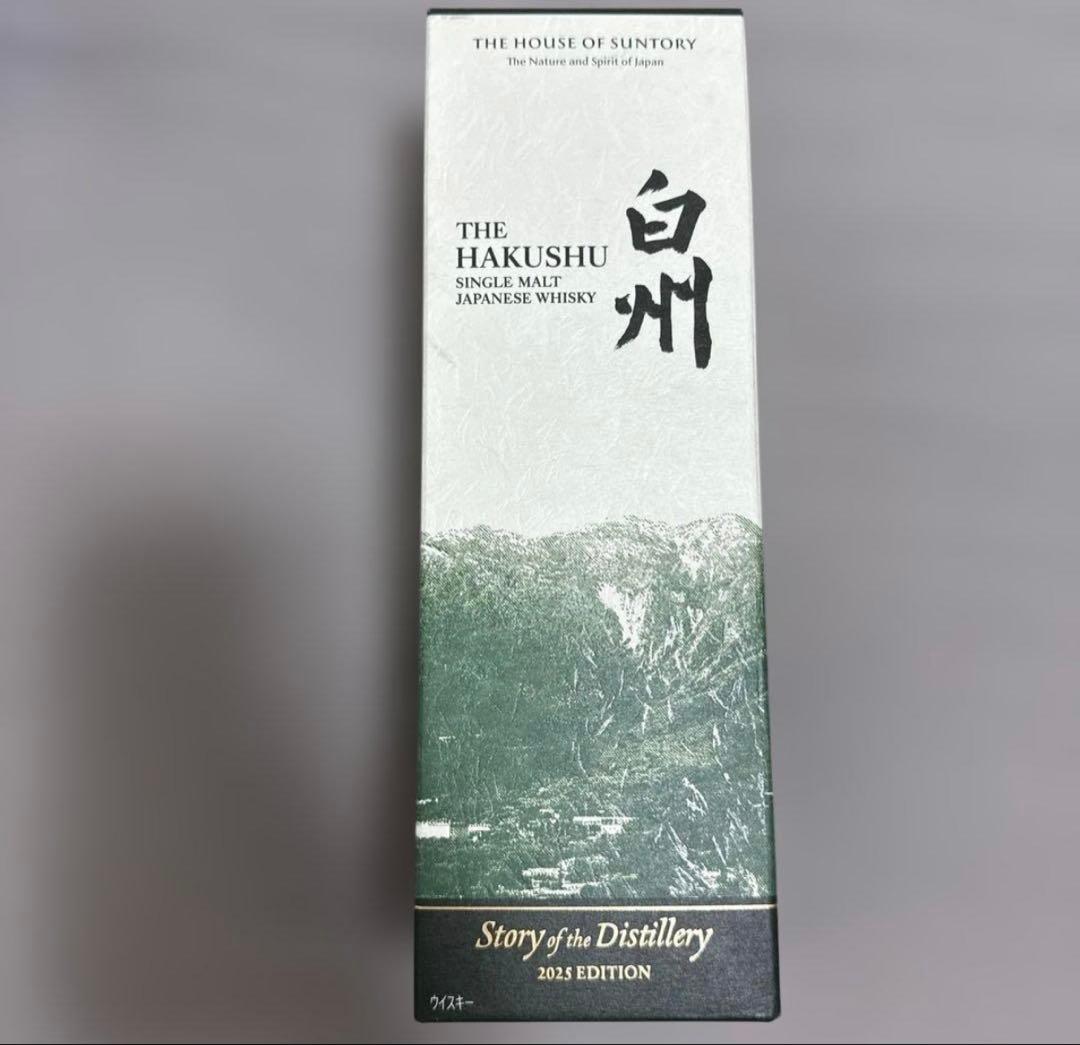 THE HOUSE OF SUNTORY
The Nature and Spirit of Japan
白州
THE
HAKUSHU
SINGLE MALT
JAPANESE WHISKY
Story of the Distillery
2025 EDITION
ウイスキー